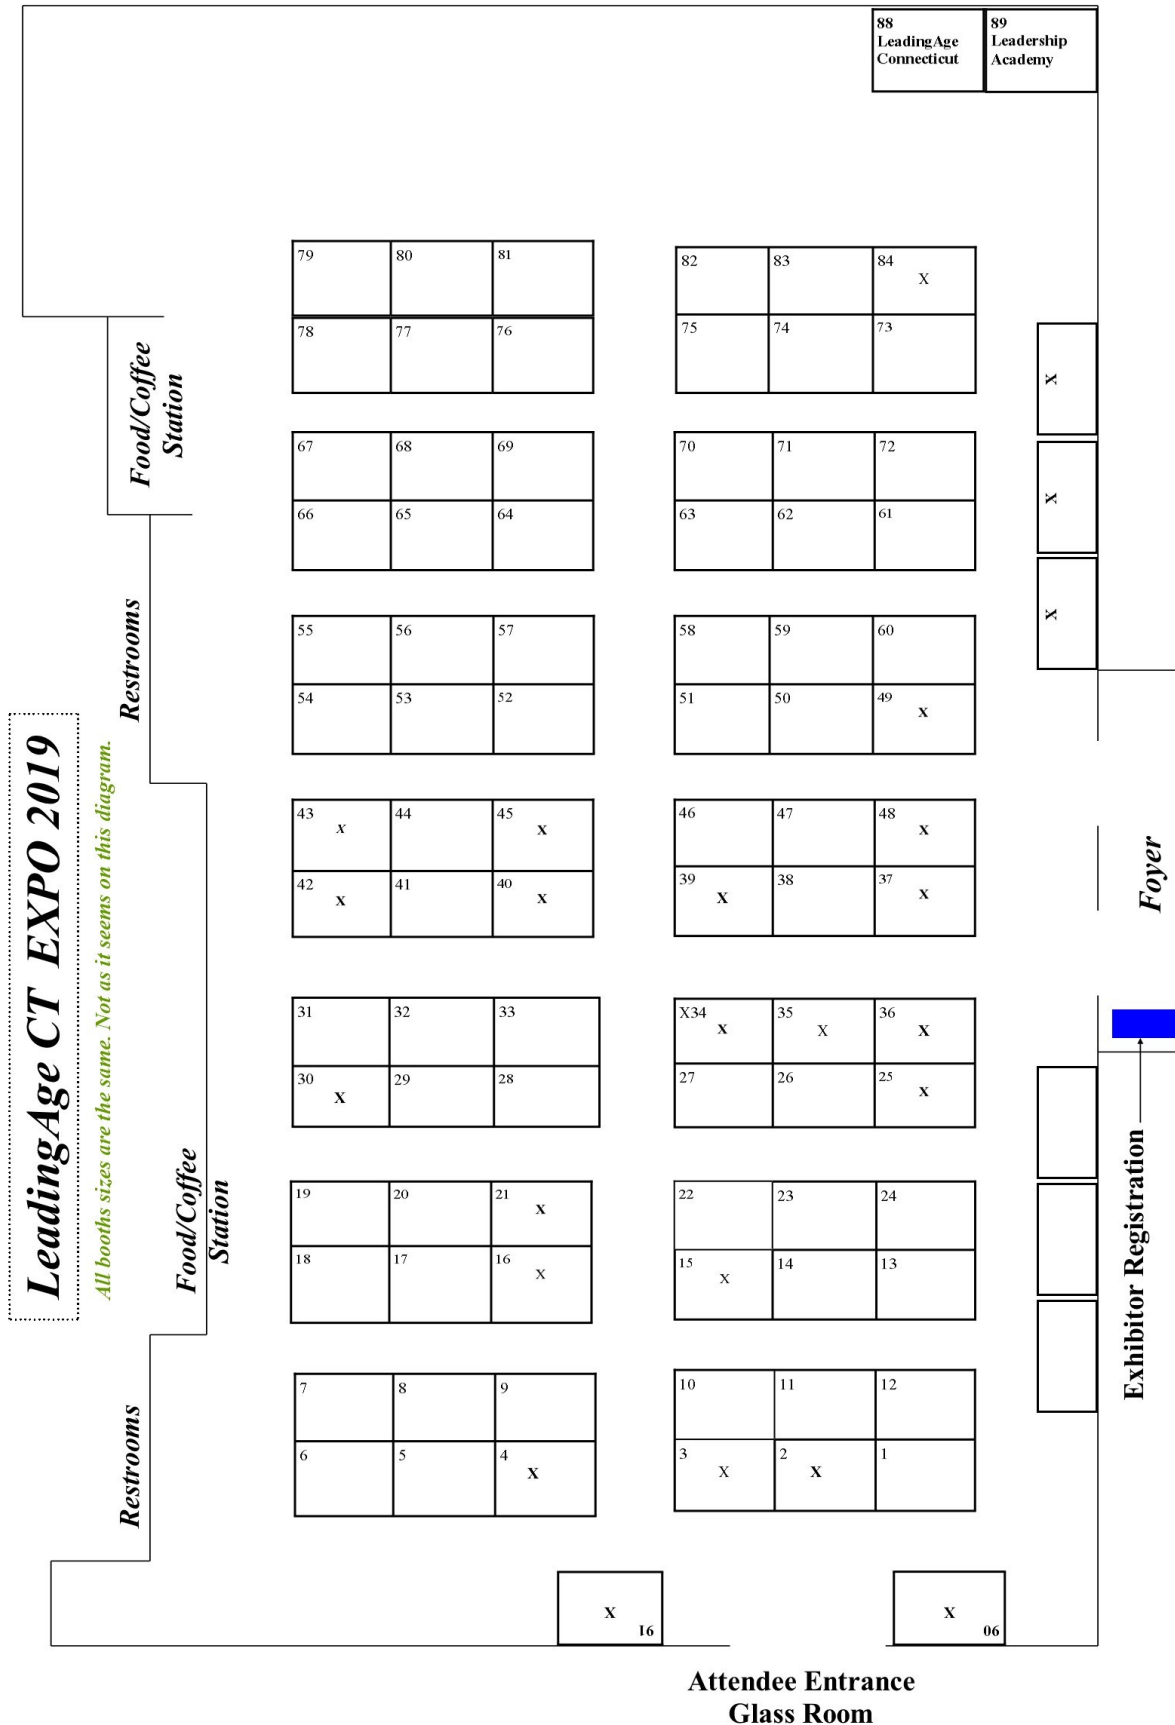 88
LeadingAge
Connecticut
89
Leadership
Academy
79 80 81
82 83 84
X
78 77 76
75 74 73
X
Food/Coffee
Station
67 68 69
70 71 72
X
66 65 64
63 62 61
X
Restrooms
55 56 57
58 59 60
54 53 52
51 50 49
X
LeadingAge CT EXPO 2019
All booths sizes are the same. Not as it seems on this diagram.
43 X 44 45 X
46 47 48 X
42 X 41 40 X
39 X 38 37 X
Foyer
31 32 33
X34 X 35 X 36 X
30 X 29 28
27 26 25 X
Exhibitor Registration
Food/Coffee
Station
19 20 21 X
22 23 24
18 17 16 X
15 X 14 13
Restrooms
7 8 9
10 11 12
6 5 4 X
3 X 2 X 1
X
91
X
90
Attendee Entrance
Glass Room